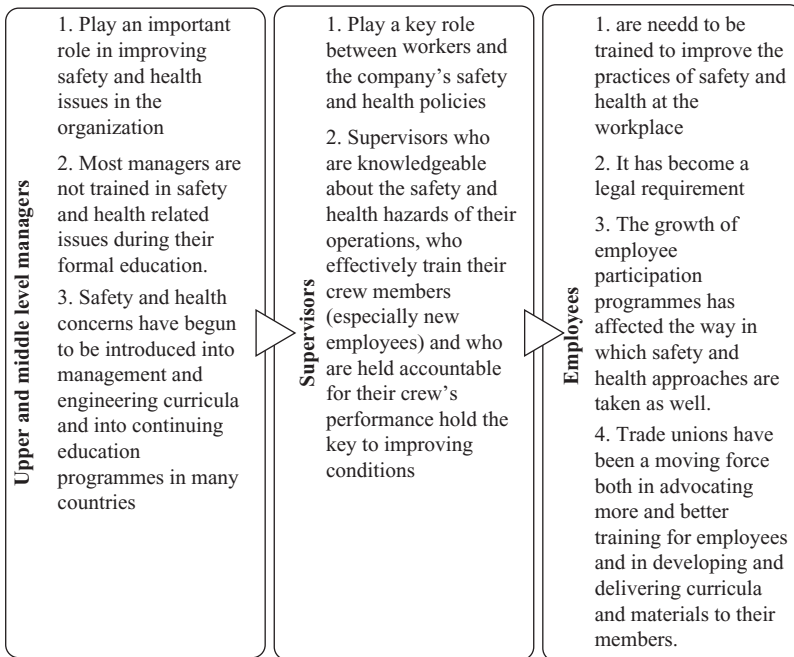 Upper and middle level managers
1. Play an important
role in improving
safety and health
issues in the
organization
2. Most managers are
not trained in safety
and health related
issues during their
formal education.
3. Safety and health
concerns have begun
to be introduced into
management and
engineering curricula
and into continuing
education
programmes in many
countries
Supervisors
1. Play a key role
between workers and
the company’s safety
and health policies
2. Supervisors who
are knowledgeable
about the safety and
health hazards of their
operations, who
effectively train their
crew members
(especially new
employees) and who
are held accountable
for their crew’s
performance hold the
key to improving
conditions
Employees
1. are needd to be
trained to improve the
practices of safety and
health at the
workplace
2. It has become a
legal requirement
3. The growth of
employee
participation
programmes has
affected the way in
which safety and
health approaches are
taken as well.
4. Trade unions have
been a moving force
both in advocating
more and better
training for employees
and in developing and
delivering curricula
and materials to their
members.